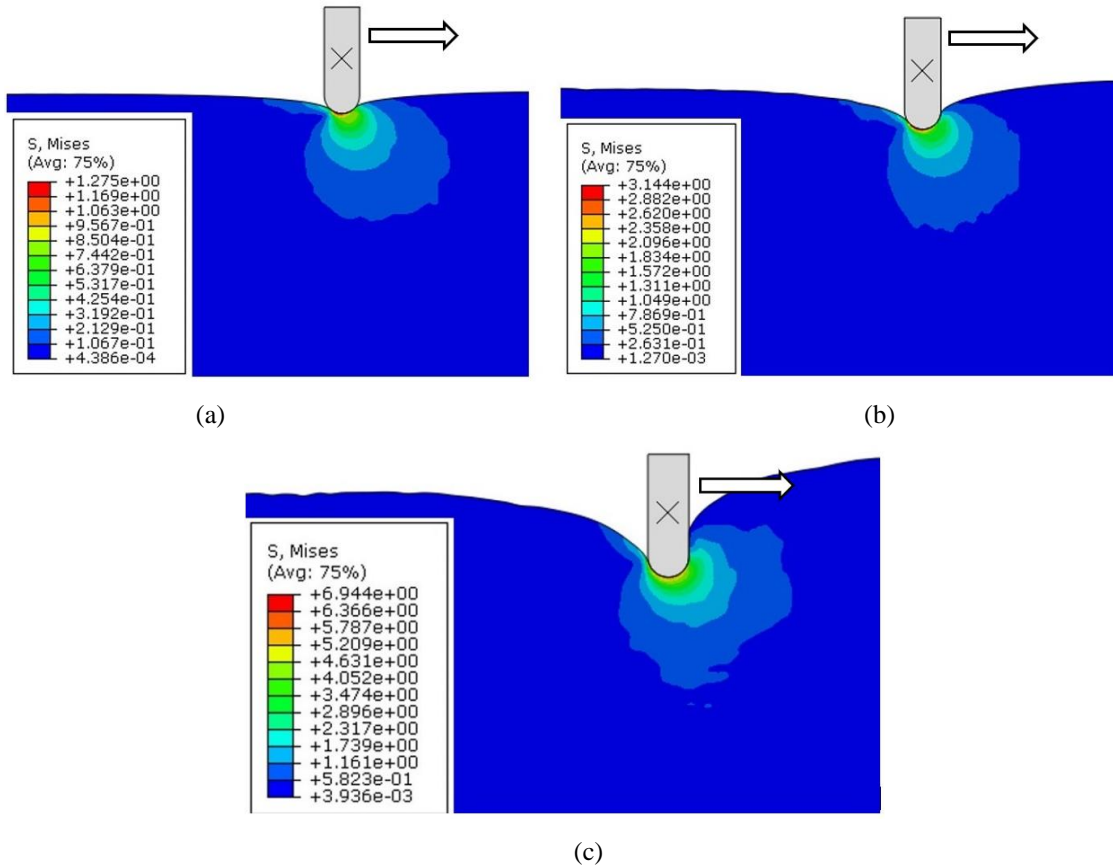 S, Mises
(Avg: 75%)
+1.275e+00
+1.169e+00
+1.063e+00
+9.567e-01
+8.504e-01
+7.442e-01
+6.379e-01
+5.317e-01
+4.254e-01
+3.192e-01
+2.129e-01
+1.067e-01
+4.386e-04
(a)
S, Mises
(Avg: 75%)
+3.144e+00
+2.882e+00
+2.620e+00
+2.358e+00
+2.096e+00
+1.834e+00
+1.572e+00
+1.311e+00
+1.049e+00
+7.869e-01
+5.250e-01
+2.631e-01
+1.270e-03
(b)
S, Mises
(Avg: 75%)
+6.944e+00
+6.366e+00
+5.787e+00
+5.209e+00
+4.631e+00
+4.052e+00
+3.474e+00
+2.896e+00
+2.317e+00
+1.739e+00
+1.161e+00
+5.823e-01
+3.936e-03
(c)